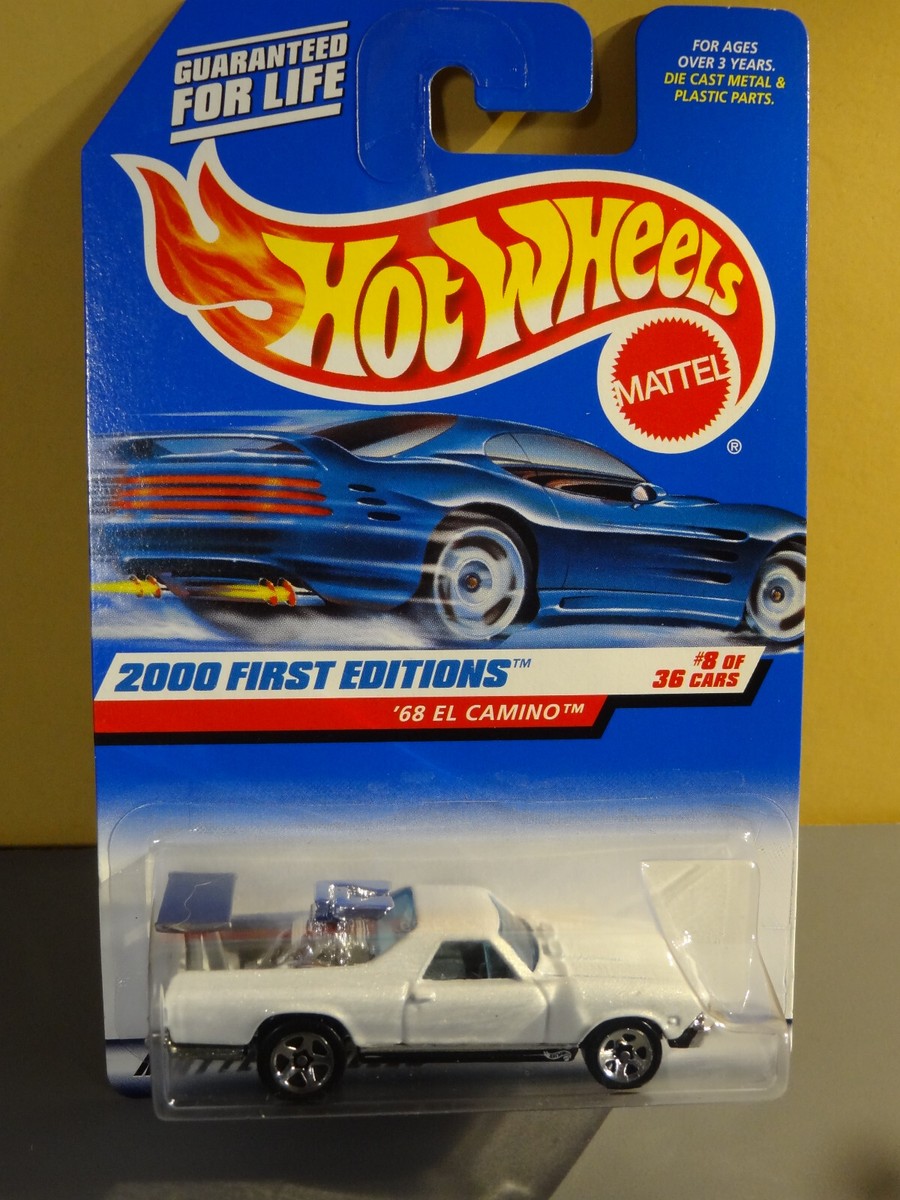 GUARANTEED
FOR LIFE
FOR AGES
OVER 3 YEARS.
DIE CAST METAL &
PLASTIC PARTS.
HOT WHEELS
MATTEL
®
2000 FIRST EDITIONS™
#8 OF
36 CARS
'68 EL CAMINO™